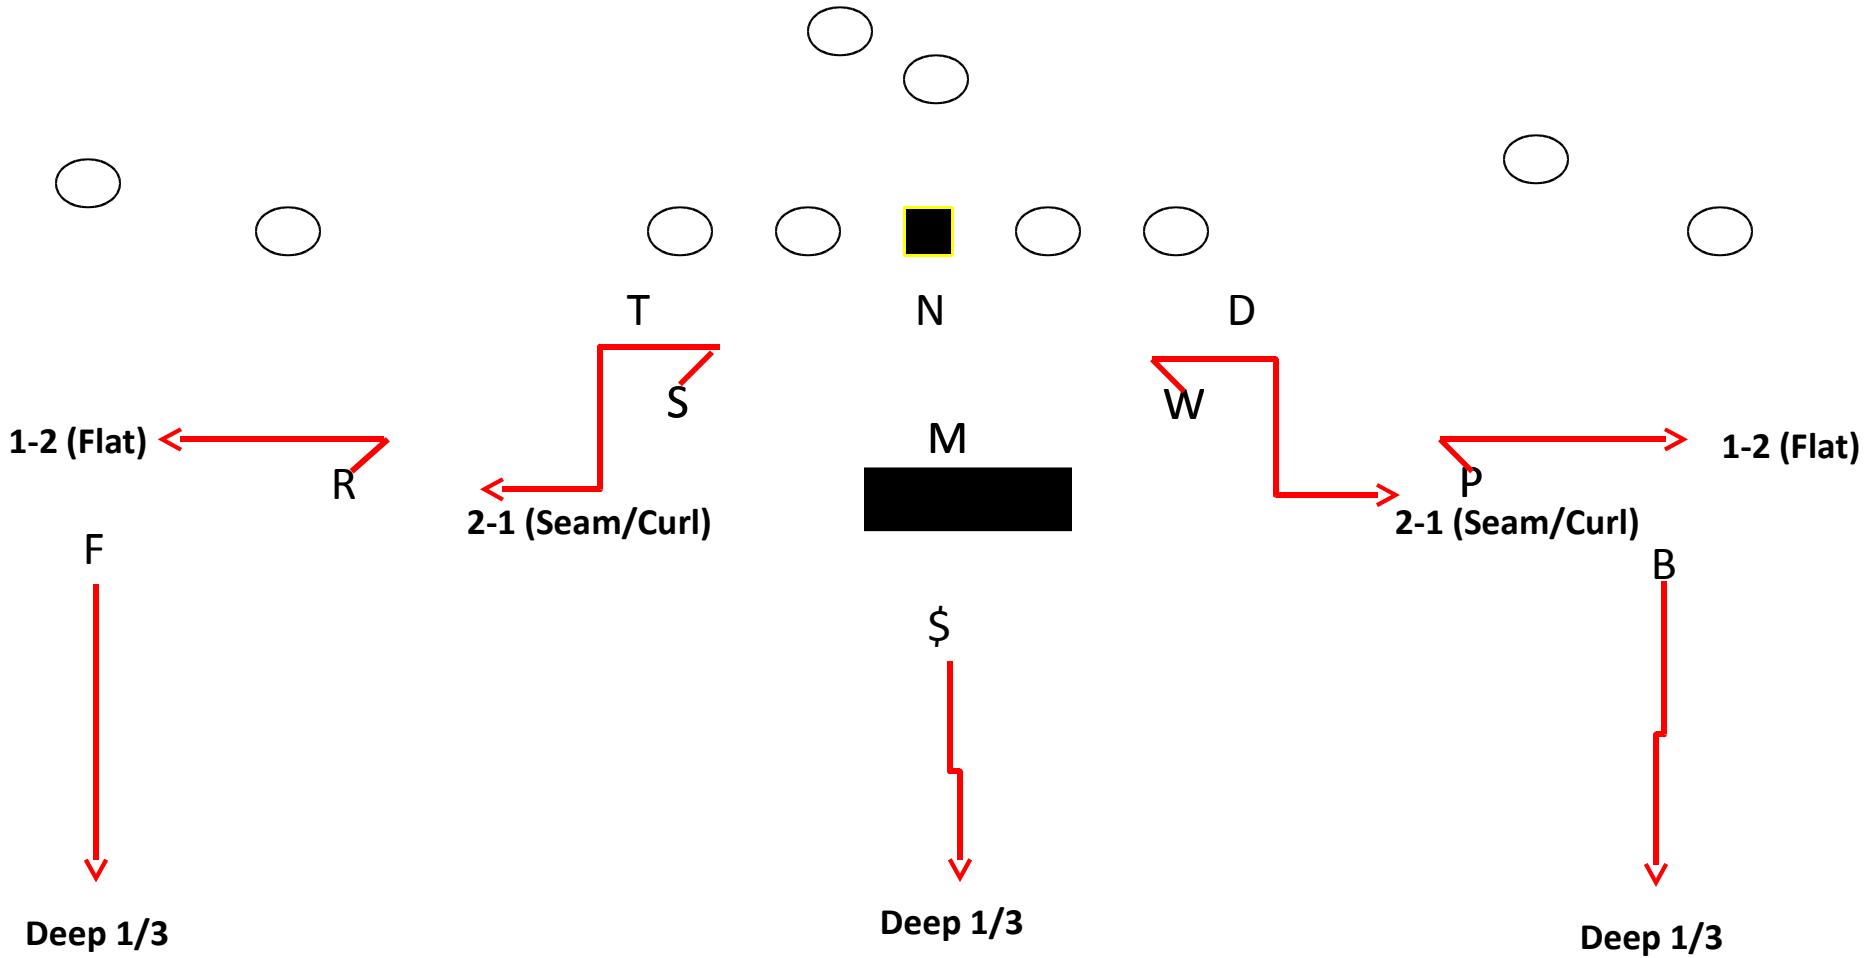 T N D
S W
1-2 (Flat) M 1-2 (Flat)
R P
2-1 (Seam/Curl) 2-1 (Seam/Curl)
F B
$
Deep 1/3 Deep 1/3 Deep 1/3